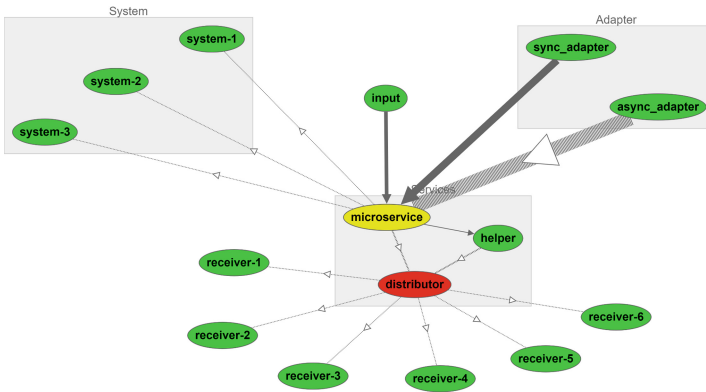 System
Adapter
system-1
sync_adapter
system-2
input
async_adapter
system-3
Services
microservice
helper
receiver-1
distributor
receiver-6
receiver-2
receiver-5
receiver-3
receiver-4